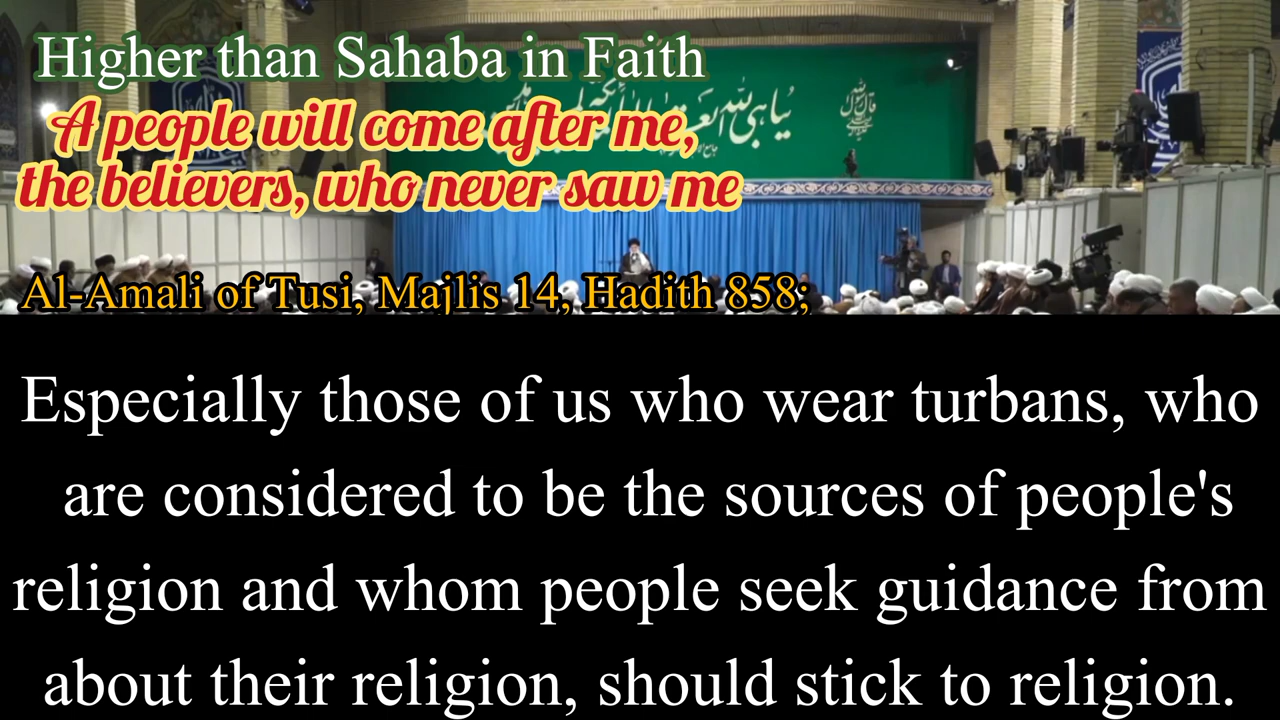 Higher than Sahaba in Faith
A people will come after me,
the believers, who never saw me
Al-Amali of Tusi, Majlis 14, Hadith 858;
Especially those of us who wear turbans, who
are considered to be the sources of people's
religion and whom people seek guidance from
about their religion, should stick to religion.